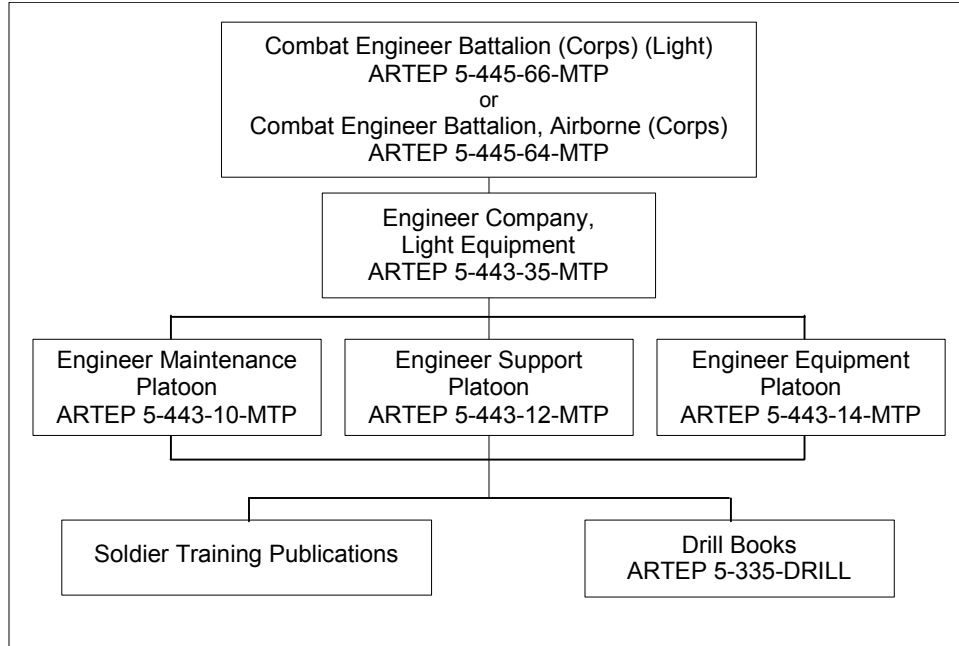 Combat Engineer Battalion (Corps) (Light)
ARTEP 5-445-66-MTP
or
Combat Engineer Battalion, Airborne (Corps)
ARTEP 5-445-64-MTP
Engineer Company,
Light Equipment
ARTEP 5-443-35-MTP
Engineer Maintenance
Platoon
ARTEP 5-443-10-MTP
Engineer Support
Platoon
ARTEP 5-443-12-MTP
Engineer Equipment
Platoon
ARTEP 5-443-14-MTP
Soldier Training Publications
Drill Books
ARTEP 5-335-DRILL